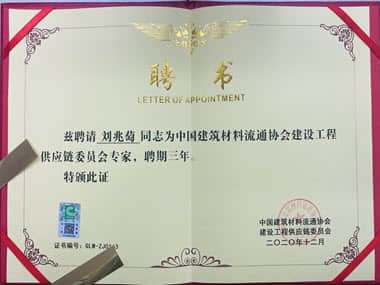 聘书
LETTER OF APPOINTMENT
兹聘请 刘兆菊 同志为中国建筑材料流通协会建设工程
供应链委员会专家，聘期三年。
特颁此证
中国建筑材料流通协会
建设工程供应链委员会
二〇二〇年十二月